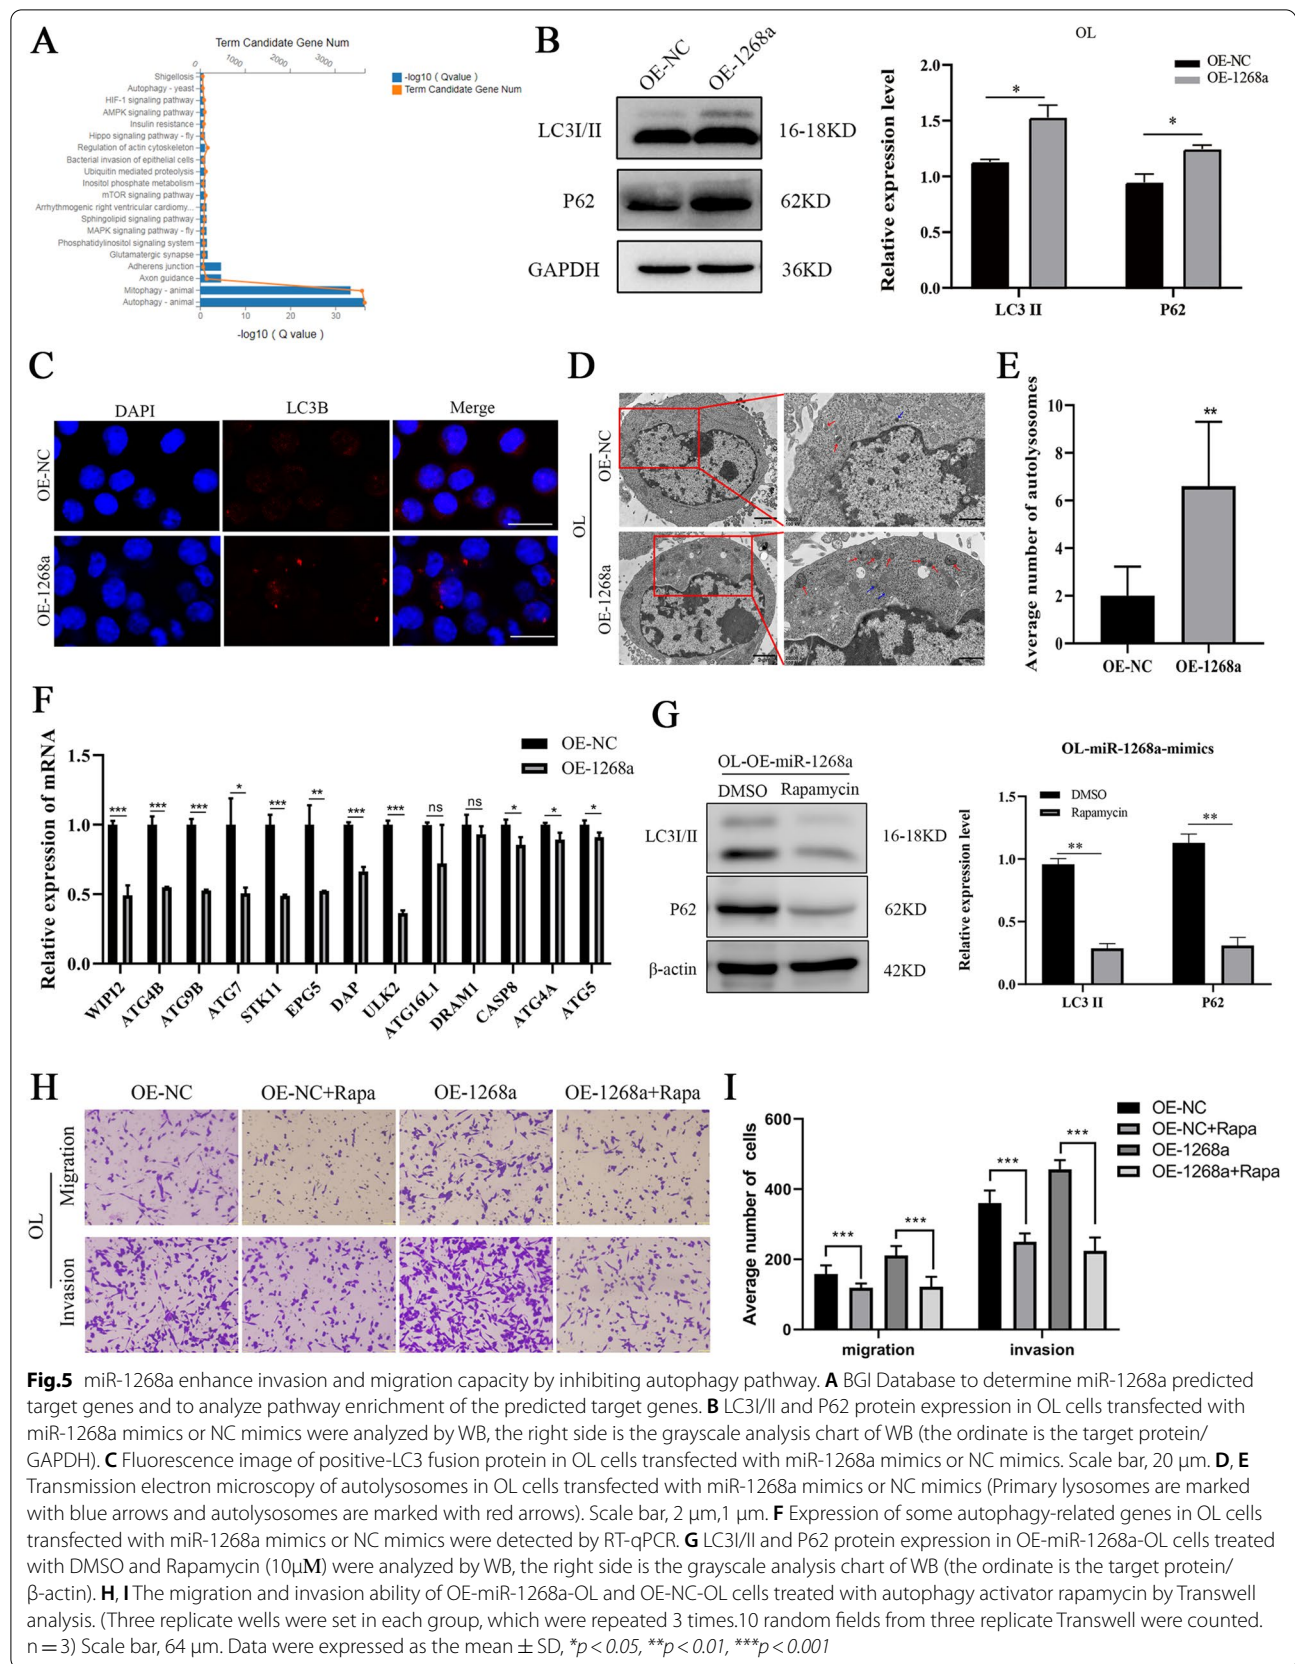 A
Term Candidate Gene Num
0 1000 2000 3000
-log10 ( Qvalue )
Term Candidate Gene Num
Shigellosis
Autophagy - yeast
HIF-1 signaling pathway
AMPK signaling pathway
Insulin resistance
Hippo signaling pathway - fly
Regulation of actin cytoskeleton
Bacterial invasion of epithelial cells
Ubiquitin mediated proteolysis
Inositol phosphate metabolism
mTOR signaling pathway
Arrhythmogenic right ventricular cardiomy...
Sphingolipid signaling pathway
MAPK signaling pathway - fly
Phosphatidylinositol signaling system
Glutamatergic synapse
Adherens junction
Axon guidance
Mitophagy - animal
Autophagy - animal
0 10 20 30
-log10 ( Q value )
B
OE-NC OE-1268a
LC3I/II 16-18KD
P62 62KD
GAPDH 36KD
OL
OE-NC
OE-1268a
Relative expression level
2.0
1.5
1.0
0.5
0.0
* *
LC3 II P62
C
DAPI LC3B Merge
OE-NC
OE-1268a
D
OL
OE-NC
OE-1268a
E
Average number of autolysosomes
10
8
6
4
2
0
**
OE-NC OE-1268a
F
Relative expression of mRNA
1.5
1.0
0.5
0.0
OE-NC
OE-1268a
*** *** *** * *** ** *** *** ns ns * * *
WIPI2 ATG4B ATG9B ATG7 STK11 EPG5 DAP ULK2 ATG16L1 DRAM1 CASP8 ATG4A ATG5
G
OL-OE-miR-1268a
DMSO Rapamycin
LC3I/II 16-18KD
P62 62KD
β-actin 42KD
OL-miR-1268a-mimics
DMSO
Rapamycin
Relative expression level
1.5
1.0
0.5
0.0
** **
LC3 II P62
H
OE-NC OE-NC+Rapa OE-1268a OE-1268a+Rapa
OL
Migration
Invasion
I
Average number of cells
600
400
200
0
OE-NC
OE-NC+Rapa
OE-1268a
OE-1268a+Rapa
*** *** *** ***
migration invasion
Fig.5 miR-1268a enhance invasion and migration capacity by inhibiting autophagy pathway. A BGI Database to determine miR-1268a predicted
target genes and to analyze pathway enrichment of the predicted target genes. B LC3I/II and P62 protein expression in OL cells transfected with
miR-1268a mimics or NC mimics were analyzed by WB, the right side is the grayscale analysis chart of WB (the ordinate is the target protein/
GAPDH). C Fluorescence image of positive-LC3 fusion protein in OL cells transfected with miR-1268a mimics or NC mimics. Scale bar, 20 μm. D, E
Transmission electron microscopy of autolysosomes in OL cells transfected with miR-1268a mimics or NC mimics (Primary lysosomes are marked
with blue arrows and autolysosomes are marked with red arrows). Scale bar, 2 μm,1 μm. F Expression of some autophagy-related genes in OL cells
transfected with miR-1268a mimics or NC mimics were detected by RT-qPCR. G LC3I/II and P62 protein expression in OE-miR-1268a-OL cells treated
with DMSO and Rapamycin (10μM) were analyzed by WB, the right side is the grayscale analysis chart of WB (the ordinate is the target protein/
β-actin). H, I The migration and invasion ability of OE-miR-1268a-OL and OE-NC-OL cells treated with autophagy activator rapamycin by Transwell
analysis. (Three replicate wells were set in each group, which were repeated 3 times.10 random fields from three replicate Transwell were counted.
n = 3) Scale bar, 64 μm. Data were expressed as the mean ± SD, *p < 0.05, **p < 0.01, ***p < 0.001